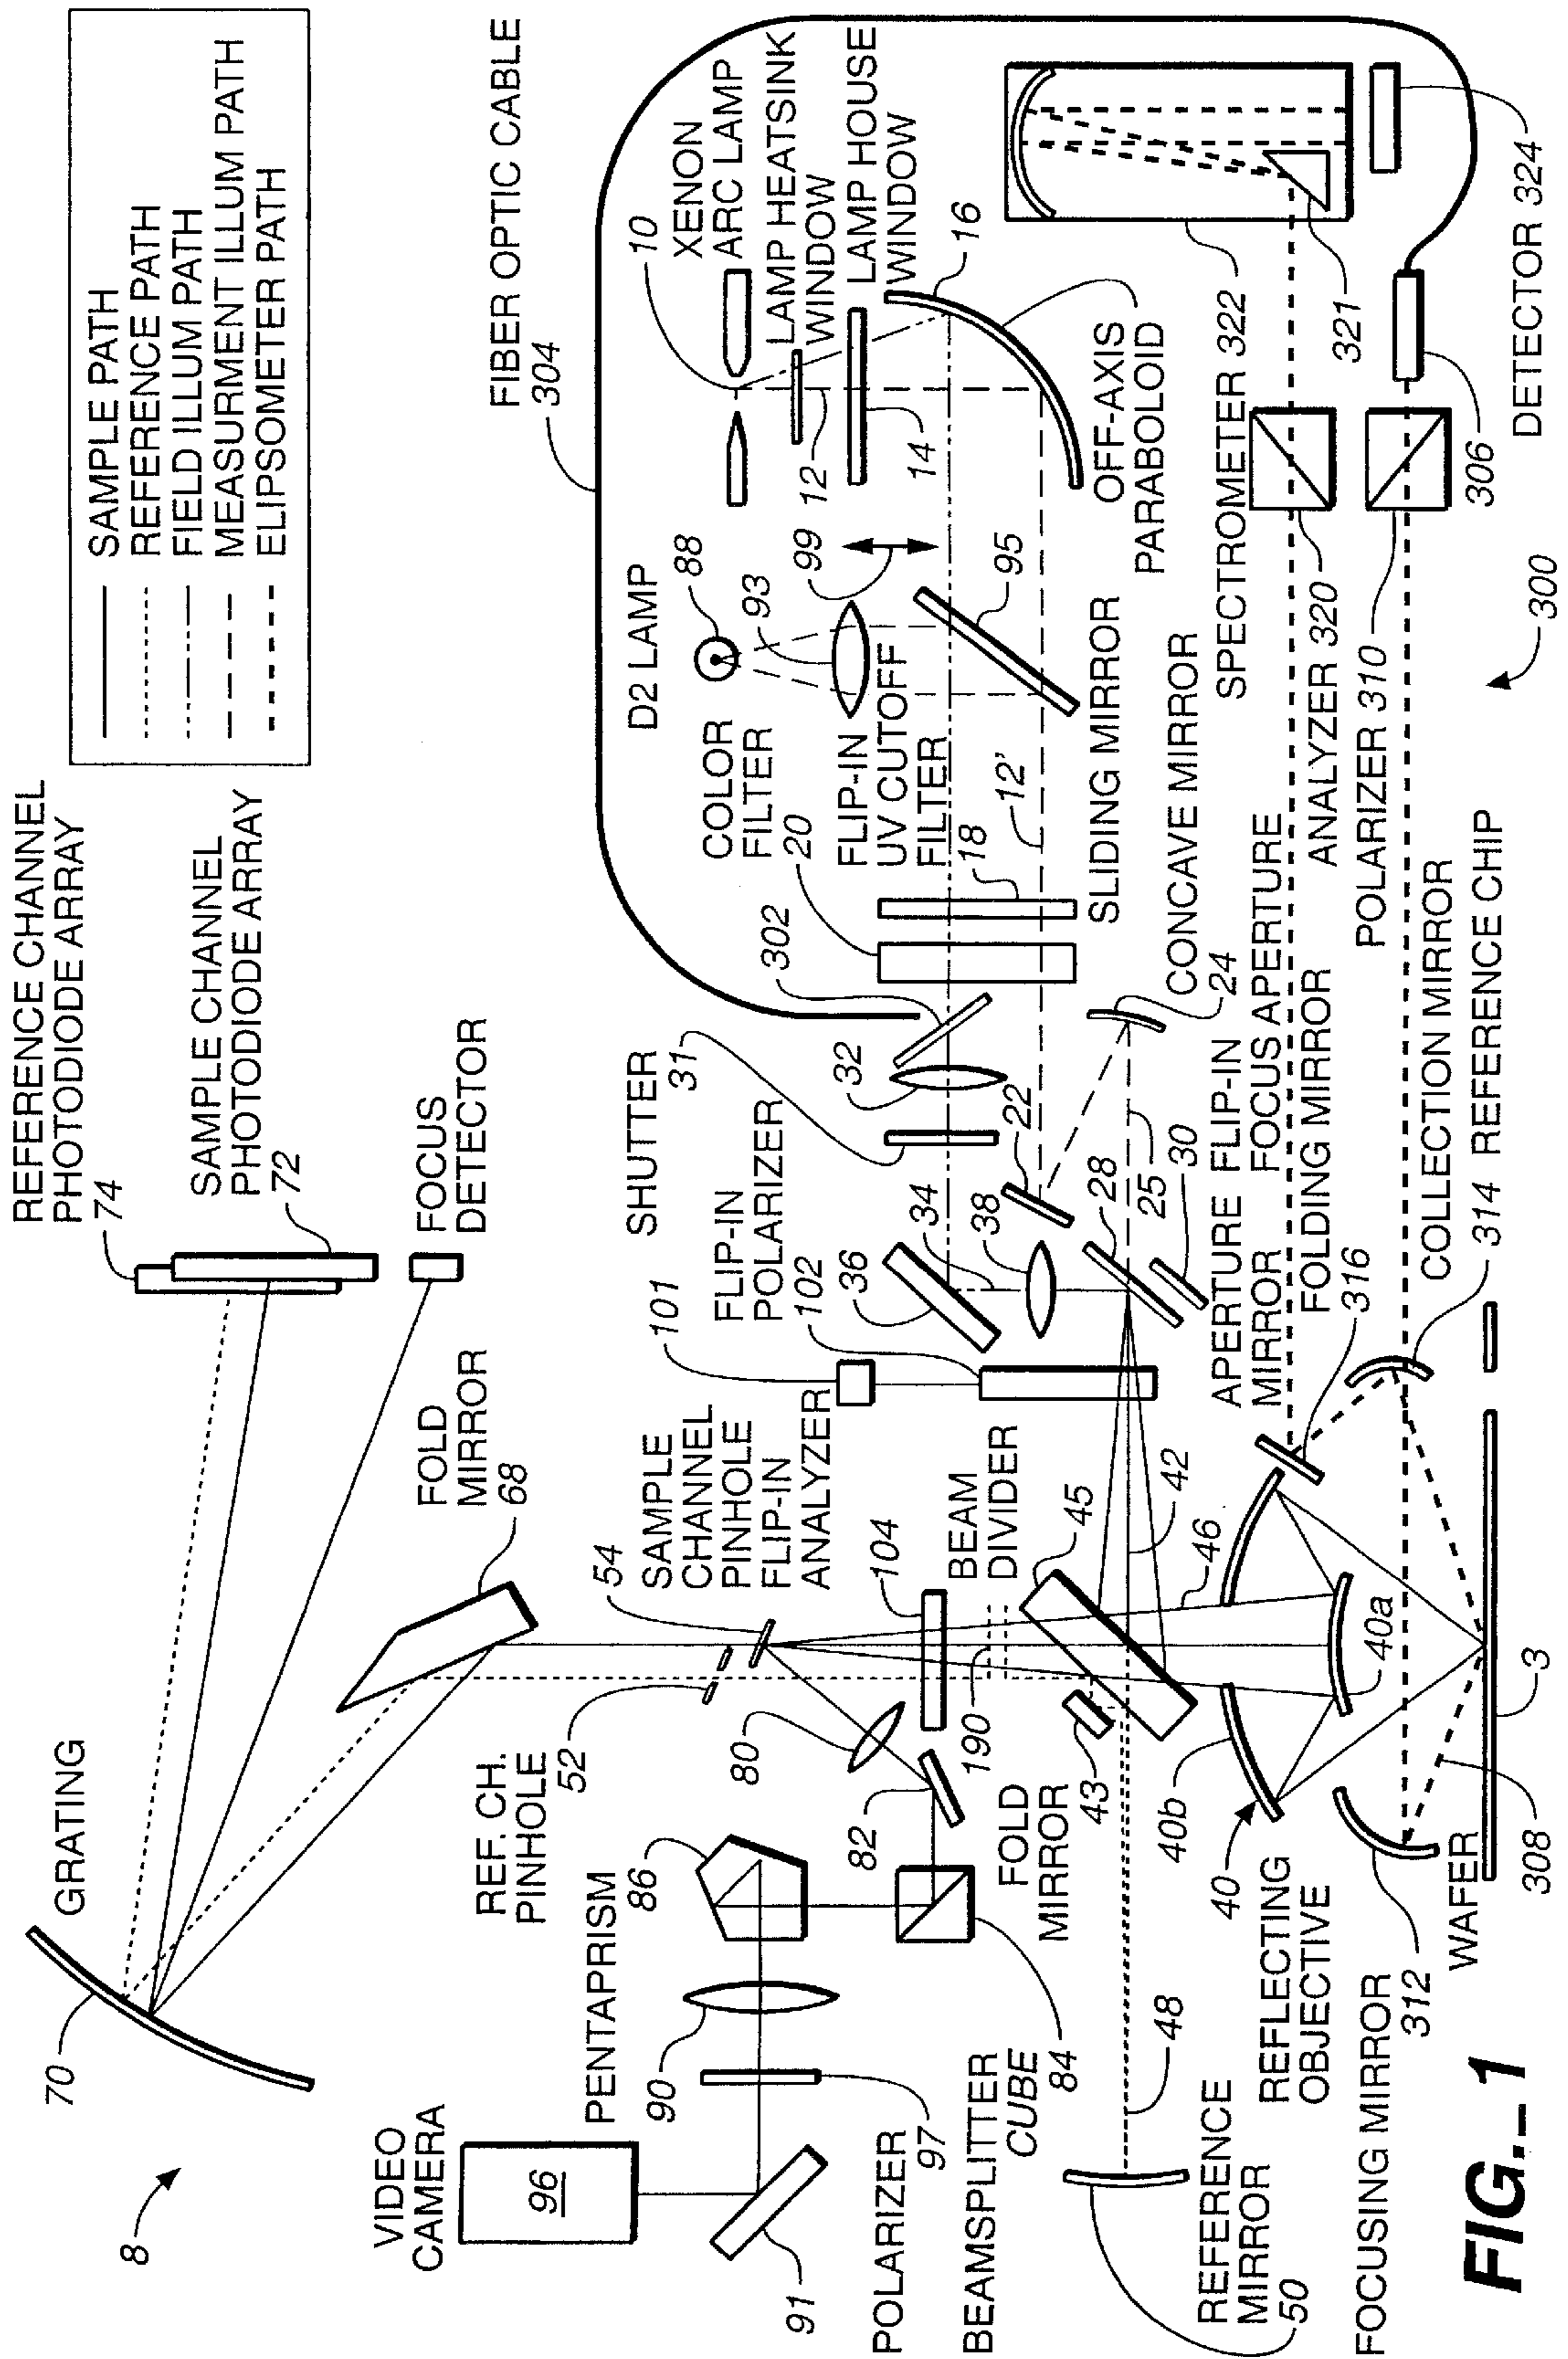 SAMPLE PATH
REFERENCE PATH
FIELD ILLUM PATH
MEASURMENT ILLUM PATH
ELIPSOMETER PATH
REFERENCE CHANNEL
PHOTODIODE ARRAY
74
SAMPLE CHANNEL
PHOTODIODE ARRAY
72
FOCUS
DETECTOR
GRATING
70
8
FOLD
MIRROR
68
VIDEO
CAMERA
96
91
PENTAPRISM
86
90
POLARIZER
97
BEAMSPLITTER
CUBE
84
REF. CH.
PINHOLE
52
54
SAMPLE
CHANNEL
PINHOLE
FLIP-IN
ANALYZER
104
80
82
190
BEAM
DIVIDER
45
FOLD
MIRROR
43
42
46
48
REFERENCE
MIRROR
50
REFLECTING
OBJECTIVE
40
40b
40a
FOCUSING MIRROR
312
WAFER
308
3
101
FLIP-IN
POLARIZER
102
SHUTTER
31
36
34
38
32
302
22
28
25
30
APERTURE
MIRROR
FLIP-IN
FOCUS APERTURE
FOLDING MIRROR
316
COLLECTION MIRROR
314
REFERENCE CHIP
CONCAVE MIRROR
24
COLOR
FILTER
20
FLIP-IN
UV CUTOFF
FILTER
18
12'
SLIDING MIRROR
95
D2 LAMP
88
93
99
FIBER OPTIC CABLE
304
10
XENON
ARC LAMP
LAMP HEATSINK
WINDOW
12
LAMP HOUSE
WINDOW
14
16
OFF-AXIS
PARABOLOID
SPECTROMETER 322
321
ANALYZER 320
POLARIZER 310
306
DETECTOR 324
300
FIG._1